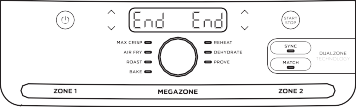 End End
START
STOP
MAX CRISP REHEAT
AIR FRY DEHYDRATE
ROAST PROVE
BAKE
SYNC
DUALZONE
TECHNOLOGY
MATCH
ZONE 1 MEGAZONE ZONE 2